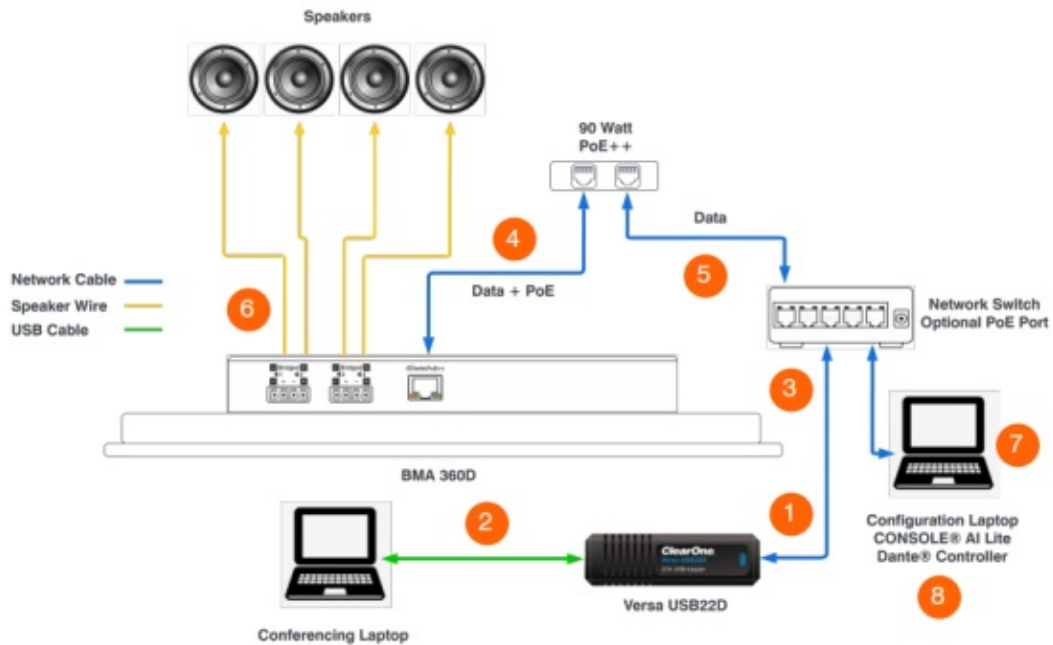 Speakers
90 Watt
PoE++
Data
4
5
Network Cable
Speaker Wire
USB Cable
6
Data + PoE
Network Switch
Optional PoE Port
3
7
BMA 360D
1
2
ClearOne
Configuration Laptop
CONSOLE® AI Lite
Dante® Controller
8
Versa USB22D
Conferencing Laptop